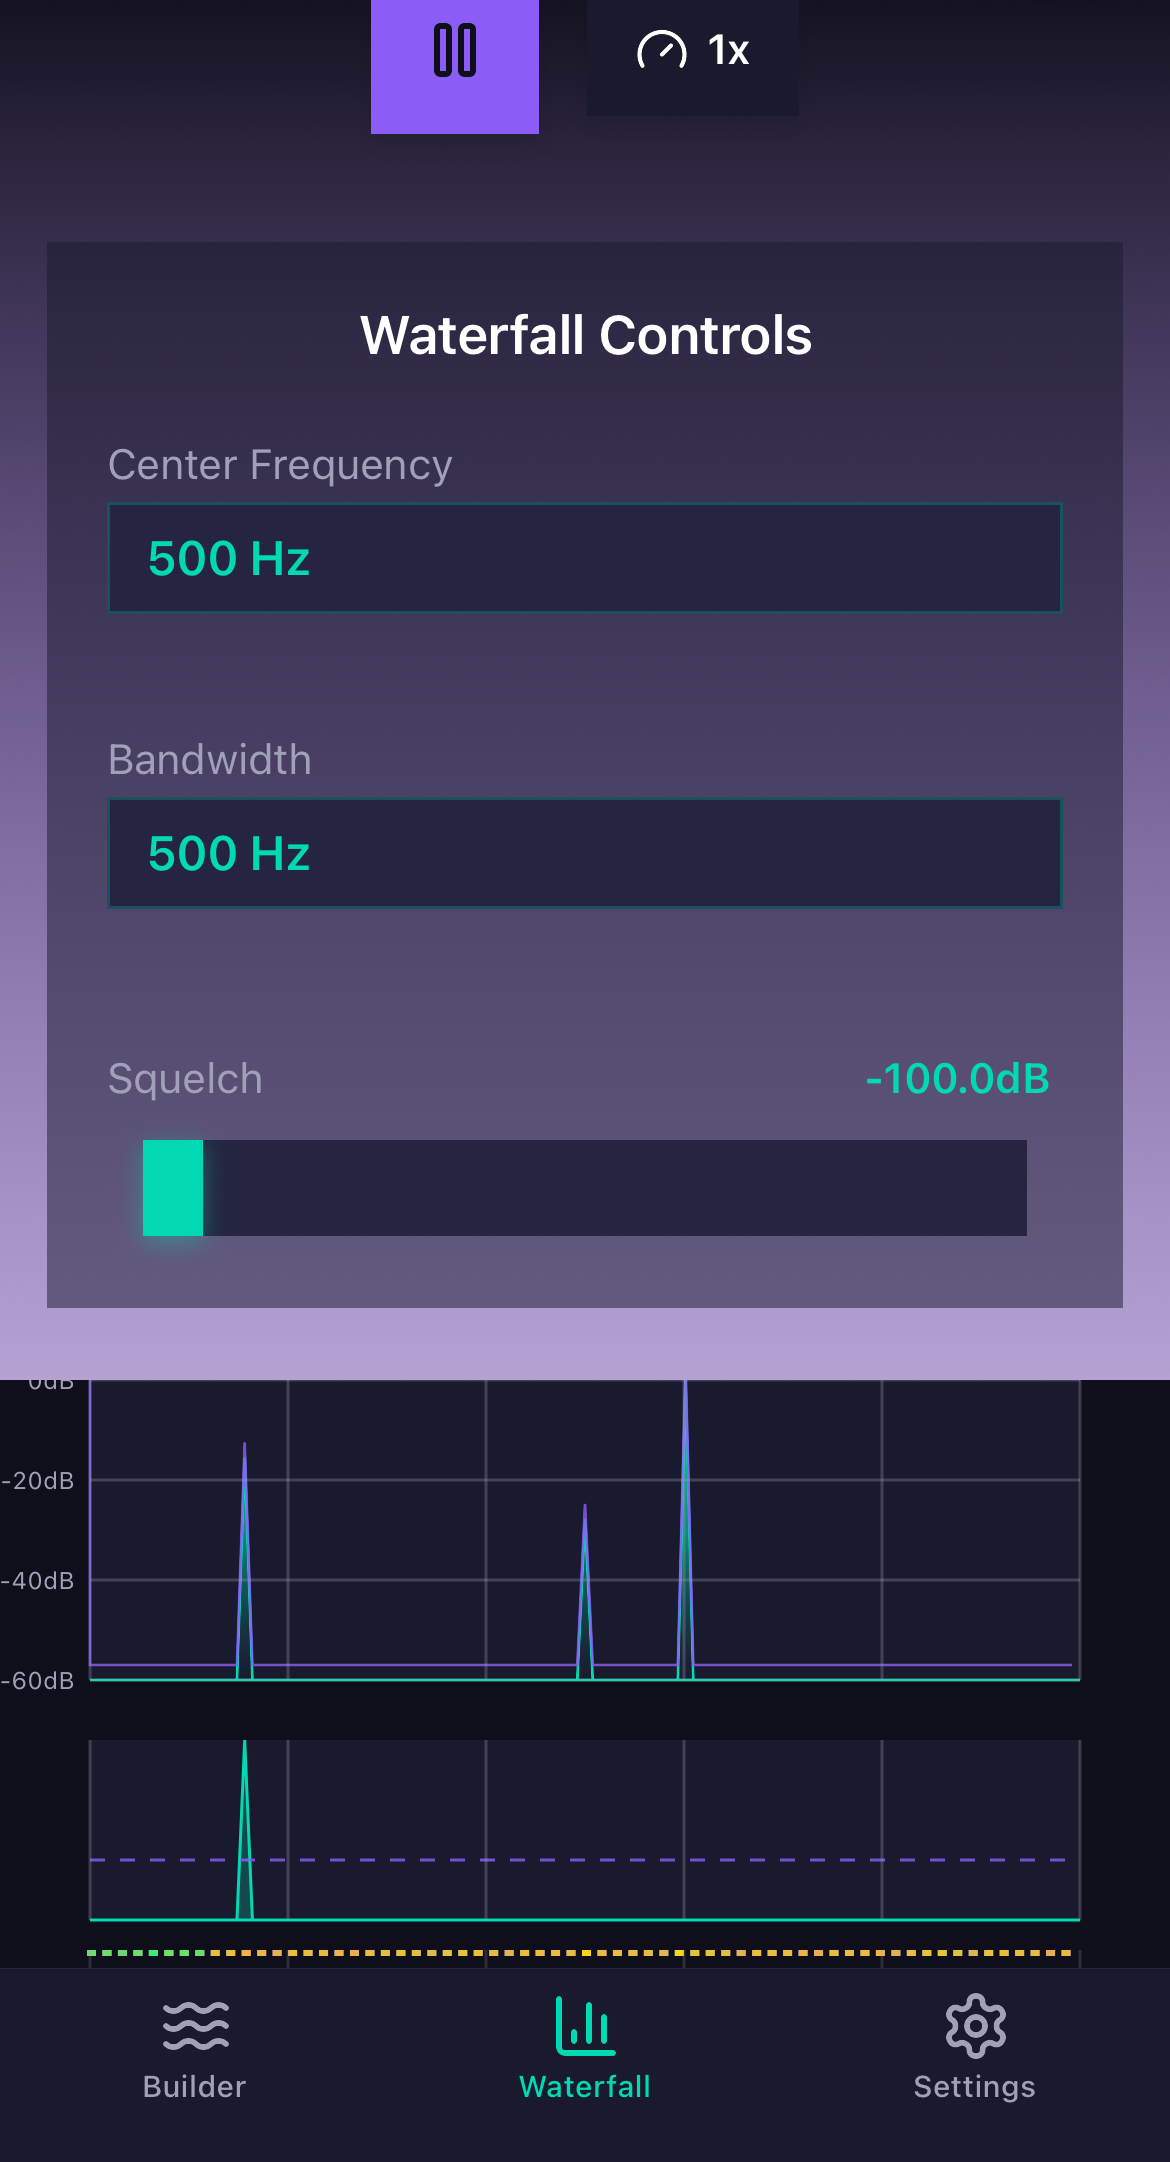 1x
Waterfall Controls
Center Frequency
500 Hz
Bandwidth
500 Hz
Squelch -100.0dB
0dB
-20dB
-40dB
-60dB
Builder Waterfall Settings